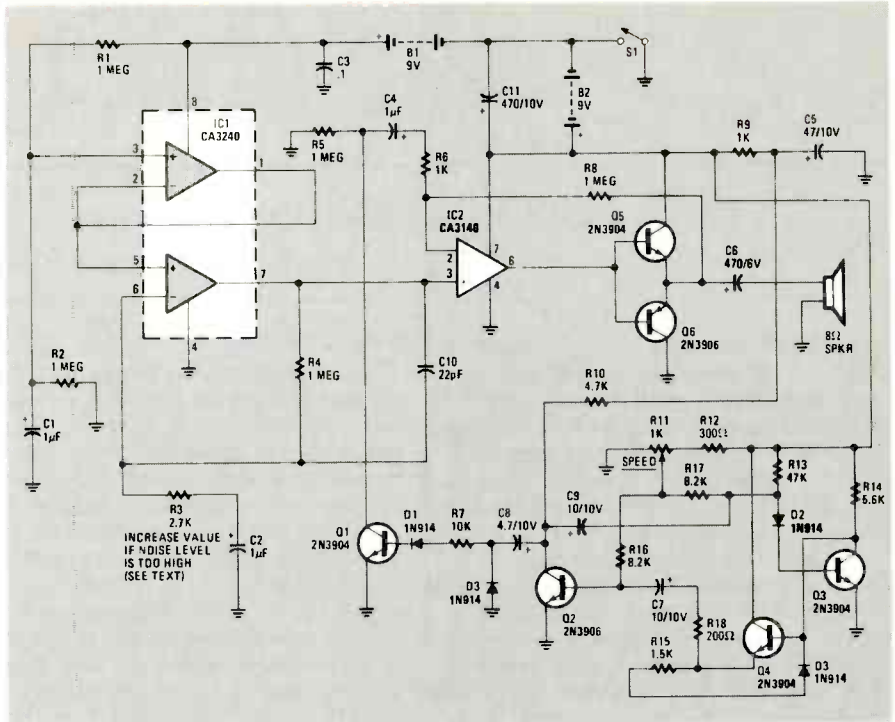 R1
1 MEG
C3
.1
B1
9V
S1
C11
470/10V
B2
9V
8
IC1
CA3240
3
+
1
2
-
5
+
7
6
-
4
C4
1µF
+
R5
1 MEG
R6
1K
R9
1K
C5
47/10V
R8
1 MEG
IC2
CA3140
2
3
7
6
4
Q5
2N3904
C6
470/6V
Q6
2N3906
8Ω
SPKR
R2
1 MEG
C1
1µF
R4
1 MEG
C10
22pF
R10
4.7K
R11
1K
R12
300Ω
SPEED
R13
47K
R14
5.6K
R17
8.2K
D2
1N914
R3
2.7K
INCREASE VALUE
IF NOISE LEVEL
IS TOO HIGH
(SEE TEXT)
C2
1µF
Q1
2N3904
D1
1N914
R7
10K
C8
4.7/10V
C9
10/10V
D3
1N914
Q2
2N3906
R16
8.2K
C7
10/10V
R18
200Ω
R15
1.5K
Q4
2N3904
Q3
2N3904
D3
1N914